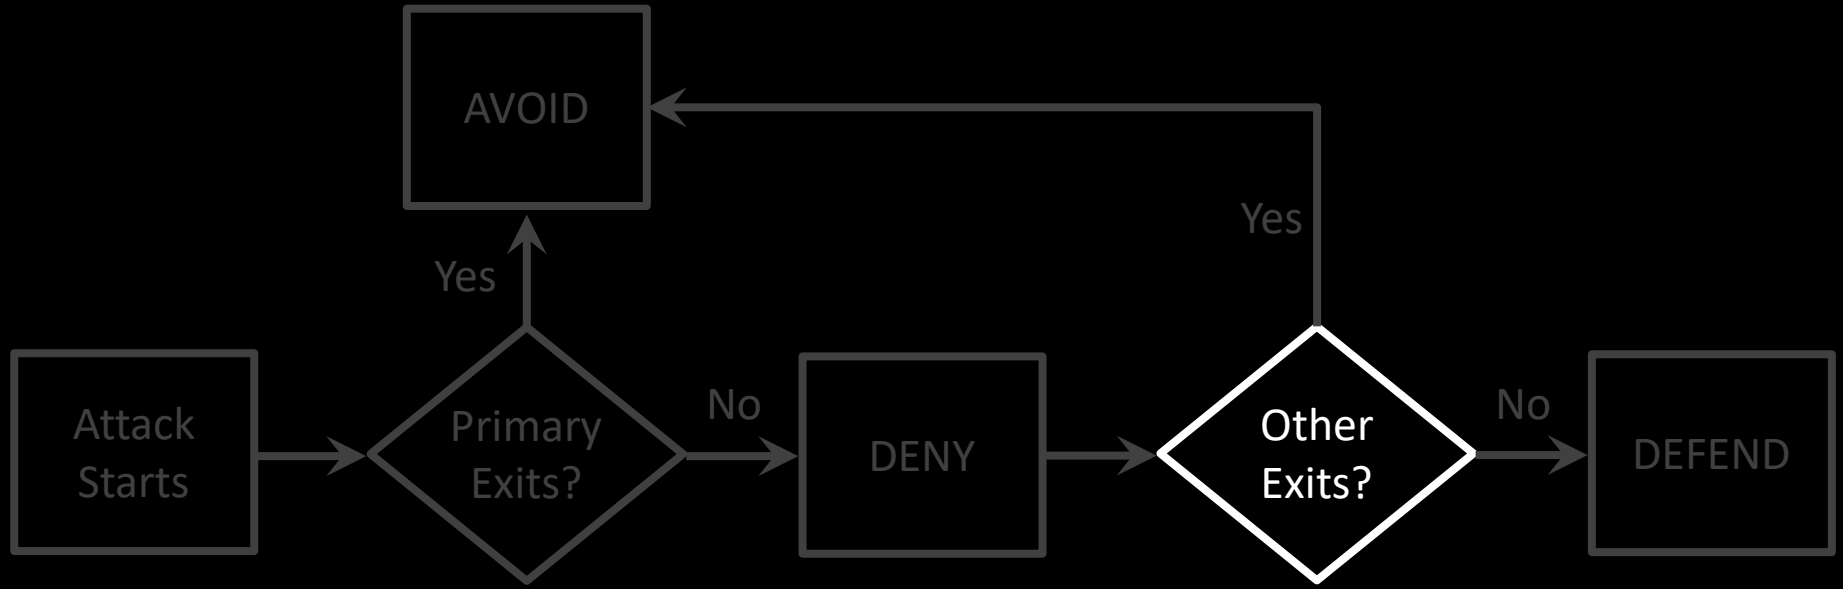 AVOID
Yes
Yes
Attack
Starts
Primary
Exits?
No
DENY
Other
Exits?
No
DEFEND